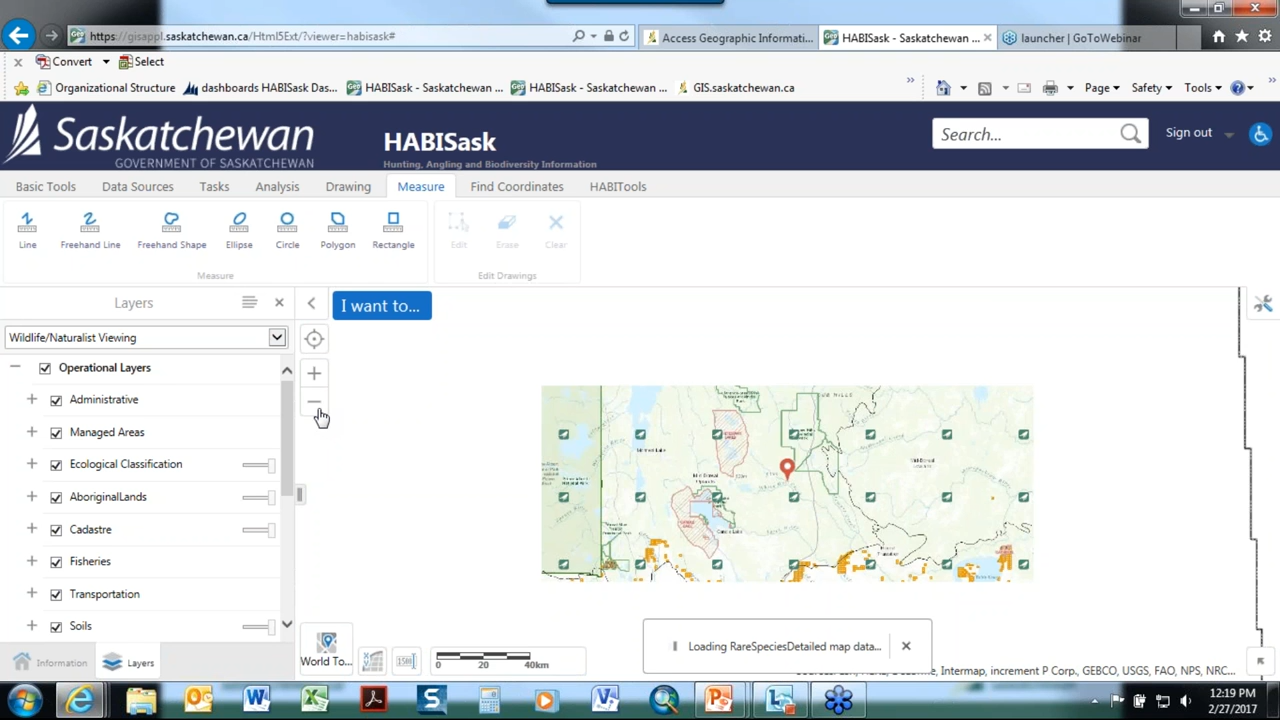 https://gisappl.saskatchewan.ca/Html5Ext/?viewer=habisask#
Access Geographic Informati...
HABISask - Saskatchewan ...
launcher | GoToWebinar
Convert
Select
Organizational Structure
dashboards HABISask Das...
HABISask - Saskatchewan ...
HABISask - Saskatchewan ...
GIS.saskatchewan.ca
Page
Safety
Tools
Saskatchewan
GOVERNMENT OF SASKATCHEWAN
HABISask
Hunting, Angling and Biodiversity Information
Search...
Sign out
Basic Tools
Data Sources
Tasks
Analysis
Drawing
Measure
Find Coordinates
HABITools
Line
Freehand Line
Freehand Shape
Ellipse
Circle
Polygon
Rectangle
Edit
Erase
Clear
Measure
Edit Drawings
Layers
I want to...
Wildlife/Naturalist Viewing
Operational Layers
Administrative
Managed Areas
Ecological Classification
AboriginalLands
Cadastre
Fisheries
Transportation
Soils
Loading RareSpeciesDetailed map data...
Information
Layers
World To...
0 20 40km
Intermap, increment P Corp., GEBCO, USGS, FAO, NPS, NRC...
12:19 PM
2/27/2017